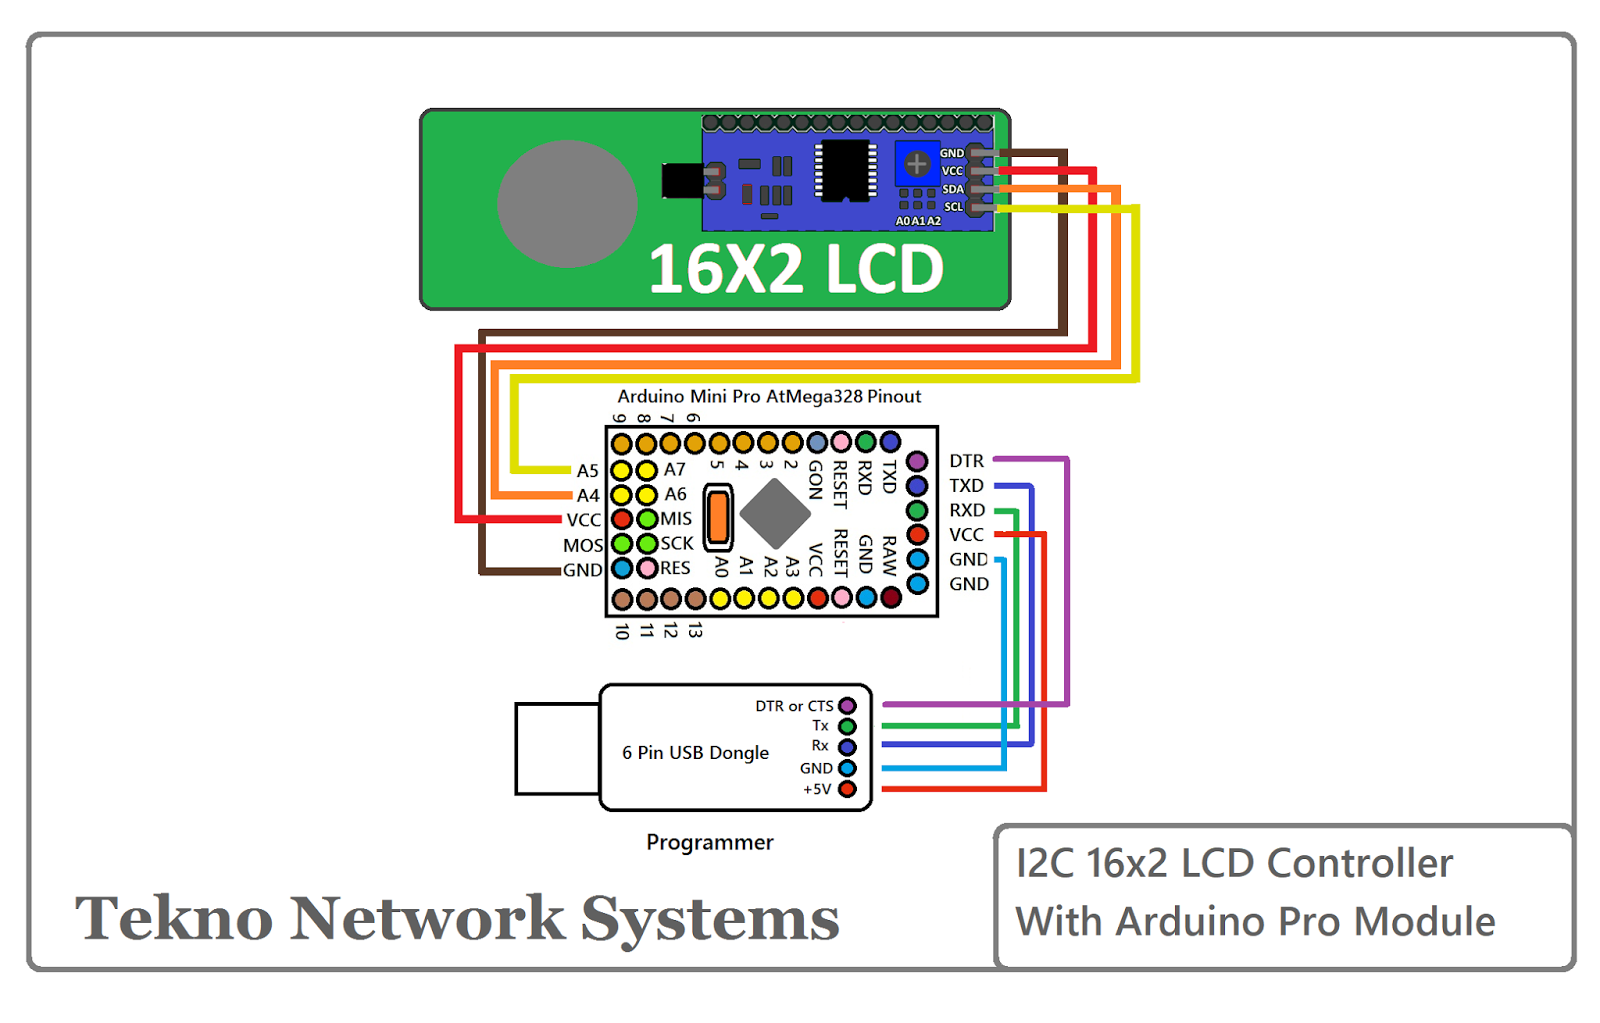 GND
VCC
SDA
SCL
A0 A1 A2
16X2 LCD
Arduino Mini Pro AtMega328 Pinout
9 8 7 6
5 4 3 2 GON RESET RXD TXD
A5 A7
A4 A6
VCC MIS
MOS SCK
GND RES
A0 A1 A2 A3 VCC RESET GND RAW
10 11 12 13
DTR
TXD
RXD
VCC
GND
GND
DTR or CTS
Tx
Rx
GND
+5V
6 Pin USB Dongle
Programmer
Tekno Network Systems
I2C 16x2 LCD Controller
With Arduino Pro Module